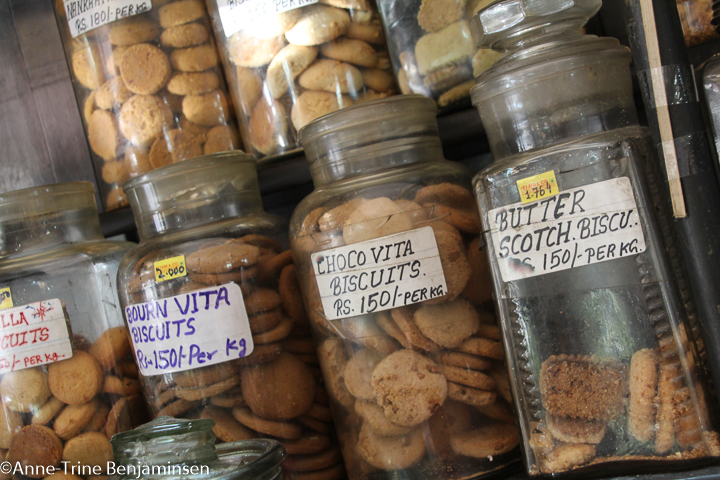 RS. 180/-PER KG
2.000
BOURN VITA
BISCUITS
Rs-150/-Per kg
CHOCO VITA
BISCUITS.
RS. 150/-PER KG.
1.764
BUTTER
SCOTCH.BISCU..
RS 150/-PER KG.
LLA
CUITS
/-PER KG
©Anne-Trine Benjaminsen